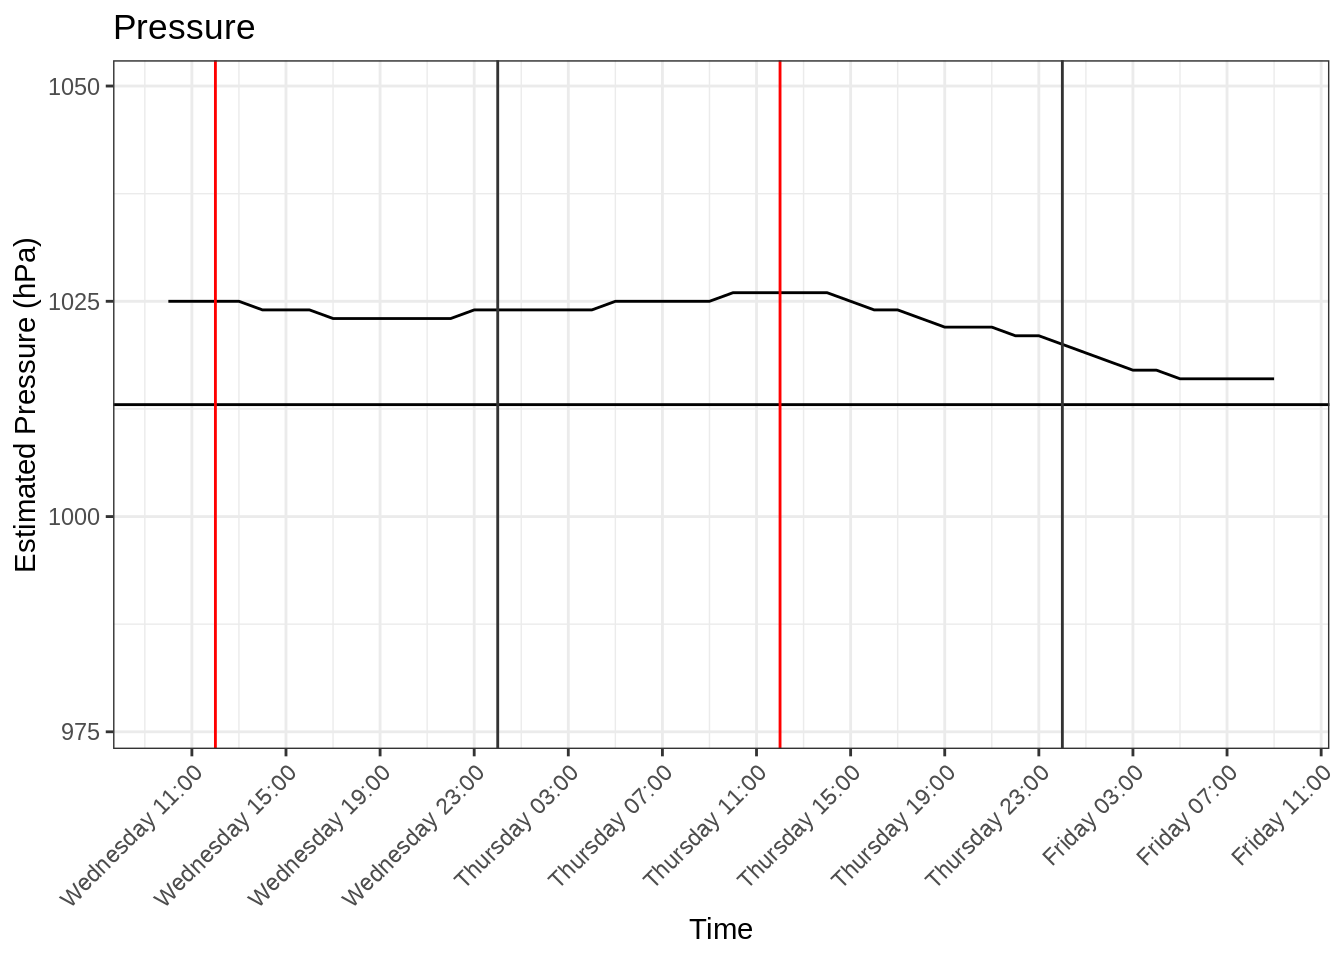 Pressure
Estimated Pressure (hPa)
1050
1025
1000
975
Wednesday 11:00
Wednesday 15:00
Wednesday 19:00
Wednesday 23:00
Thursday 03:00
Thursday 07:00
Thursday 11:00
Thursday 15:00
Thursday 19:00
Thursday 23:00
Friday 03:00
Friday 07:00
Friday 11:00
Time